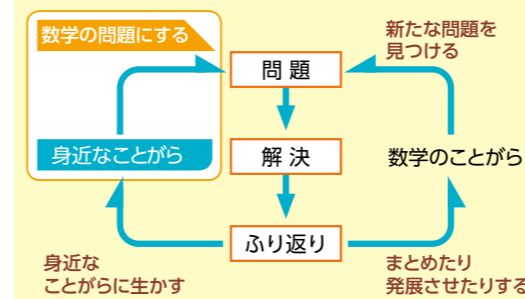 数学の問題にする
新たな問題を
見つける
問題
身近なことがら
解決
数学のことがら
ふり返り
身近な
ことがらに生かす
まとめたり
発展させたりする